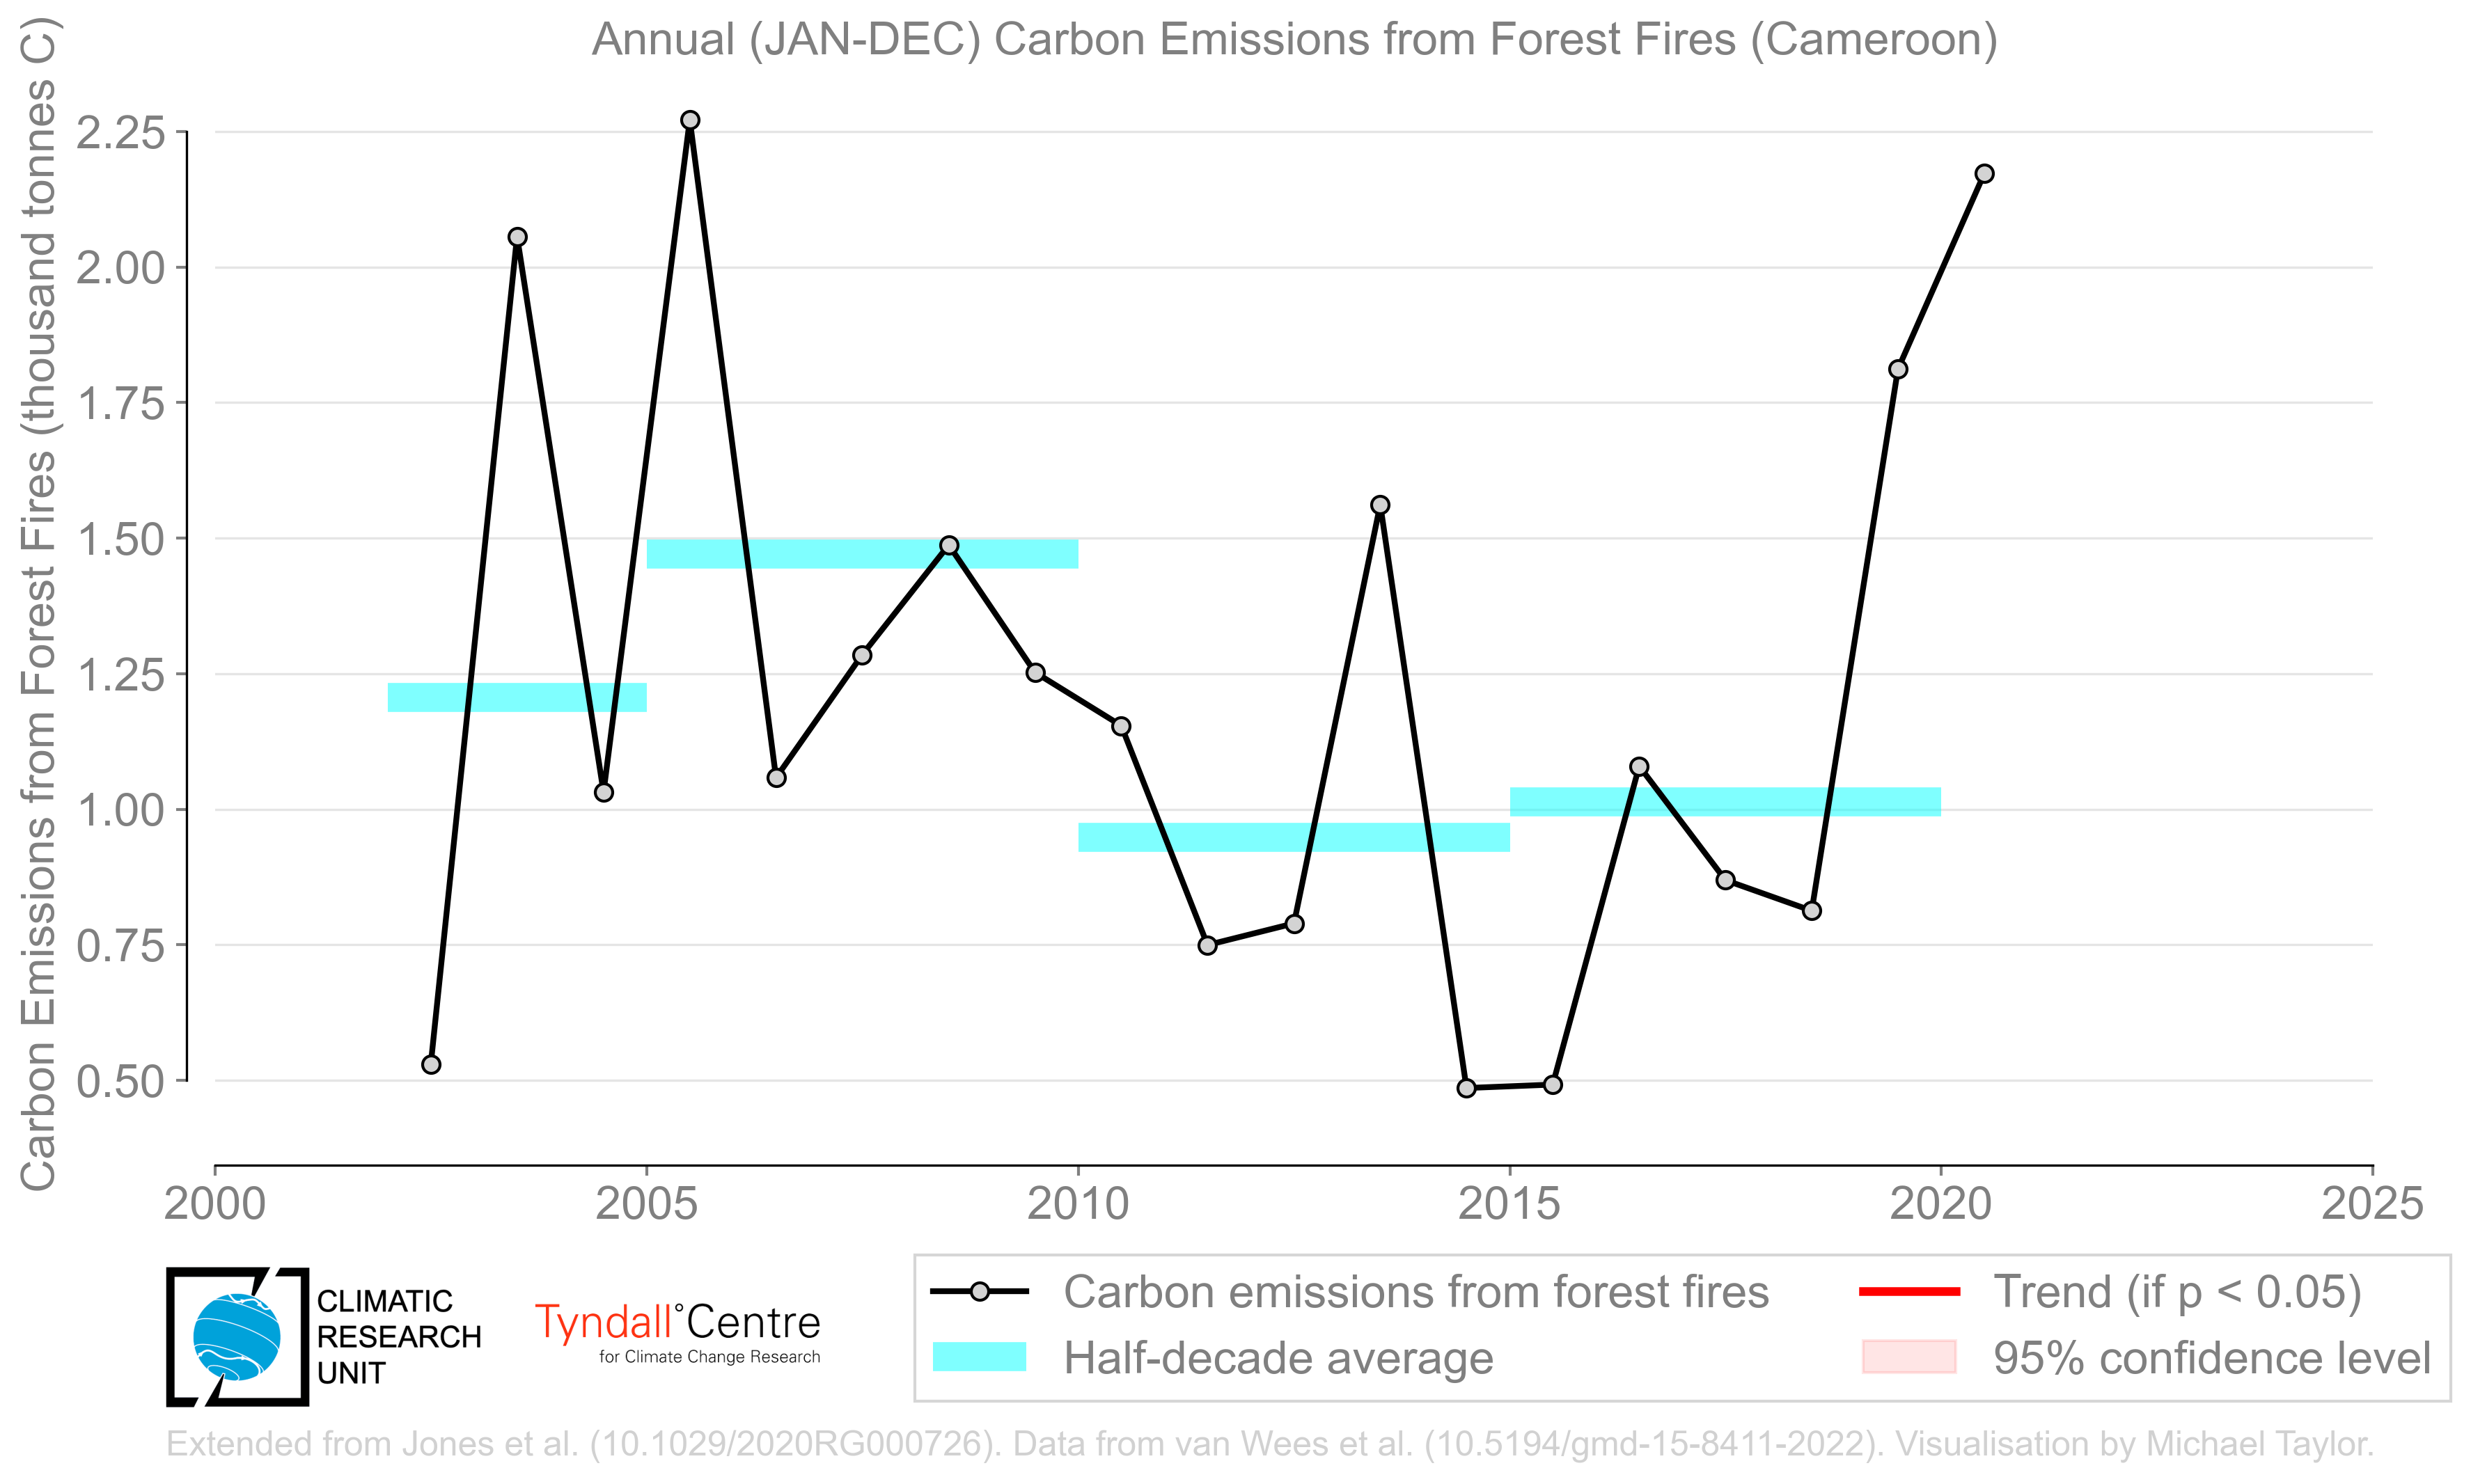 Annual (JAN-DEC) Carbon Emissions from Forest Fires (Cameroon)
Carbon Emissions from Forest Fires (thousand tonnes C)
2.25
2.00
1.75
1.50
1.25
1.00
0.75
0.50
2000 2005 2010 2015 2020 2025
CLIMATIC
RESEARCH
UNIT
Tyndall°Centre
for Climate Change Research
Carbon emissions from forest fires
Half-decade average
Trend (if p < 0.05)
95% confidence level
Extended from Jones et al. (10.1029/2020RG000726). Data from van Wees et al. (10.5194/gmd-15-8411-2022). Visualisation by Michael Taylor.